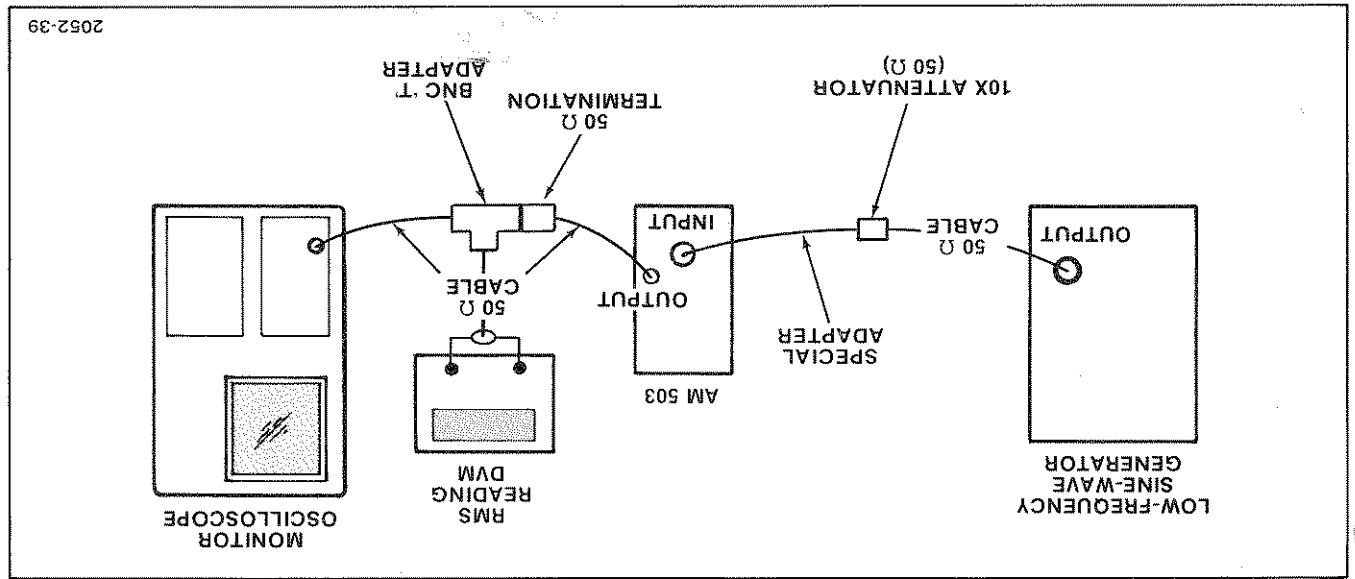 LOW-FREQUENCY
SINE-WAVE
GENERATOR
OUTPUT
50 Ω
CABLE
10X ATTENUATOR
(50 Ω)
SPECIAL
ADAPTER
AM 503
INPUT
OUTPUT
50 Ω
CABLE
50 Ω
TERMINATION
BNC 'T'
ADAPTER
RMS
READING
DVM
MONITOR
OSCILLOSCOPE
2052-39